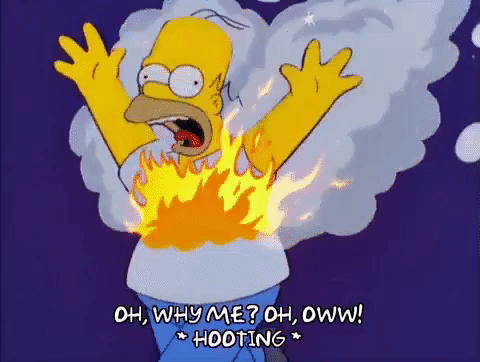 OH, WHY ME? OH, OWW!
* HOOTING *